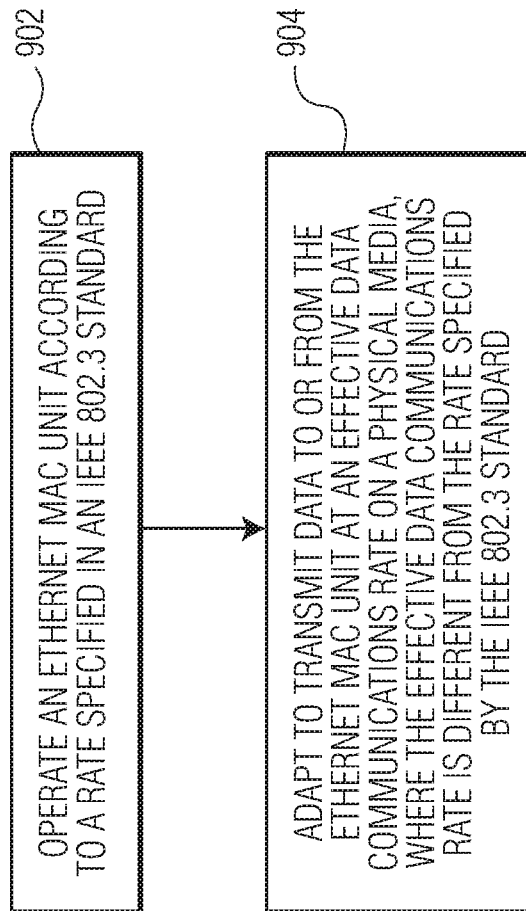 902
OPERATE AN ETHERNET MAC UNIT ACCORDING
TO A RATE SPECIFIED IN AN IEEE 802.3 STANDARD
904
ADAPT TO TRANSMIT DATA TO OR FROM THE
ETHERNET MAC UNIT AT AN EFFECTIVE DATA
COMMUNICATIONS RATE ON A PHYSICAL MEDIA,
WHERE THE EFFECTIVE DATA COMMUNICATIONS
RATE IS DIFFERENT FROM THE RATE SPECIFIED
BY THE IEEE 802.3 STANDARD